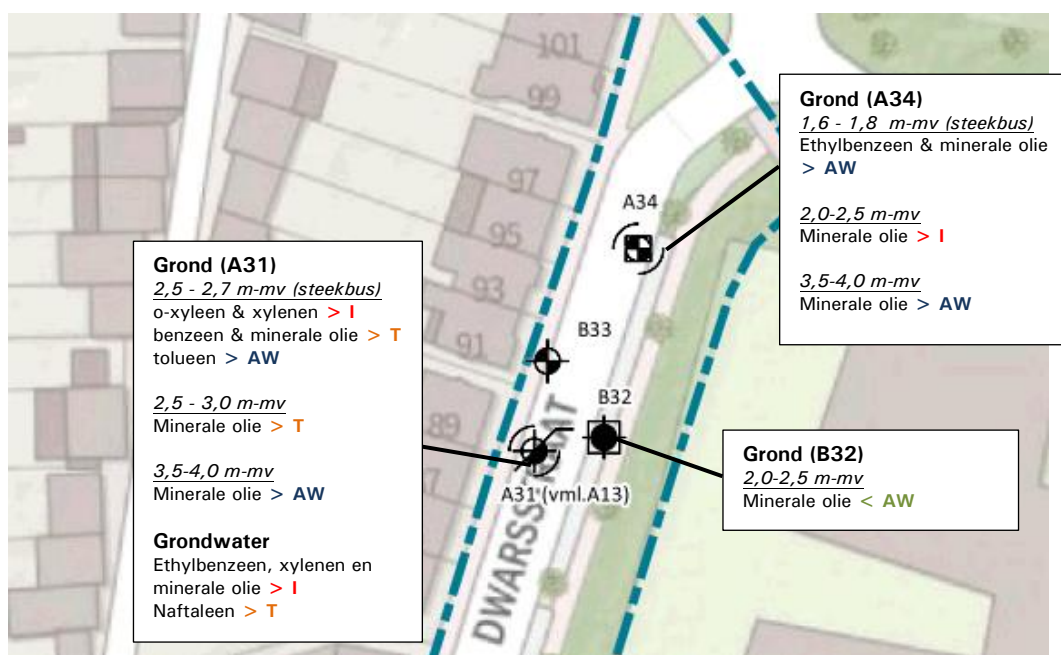 Grond (A34)
1,6 - 1,8 m-mv (steekbus)
Ethylbenzeen & minerale olie
> AW
2,0-2,5 m-mv
Minerale olie > I
3,5-4,0 m-mv
Minerale olie > AW
Grond (A31)
2,5 - 2,7 m-mv (steekbus)
o-xyleen & xylenen > I
benzeen & minerale olie > T
tolueen > AW
2,5 - 3,0 m-mv
Minerale olie > T
3,5-4,0 m-mv
Minerale olie > AW
Grondwater
Ethylbenzeen, xylenen en
minerale olie > I
Naftaleen > T
Grond (B32)
2,0-2,5 m-mv
Minerale olie < AW
101
99
97
95
93
91
89
A34
B33
B32
A31 (vml.A13)